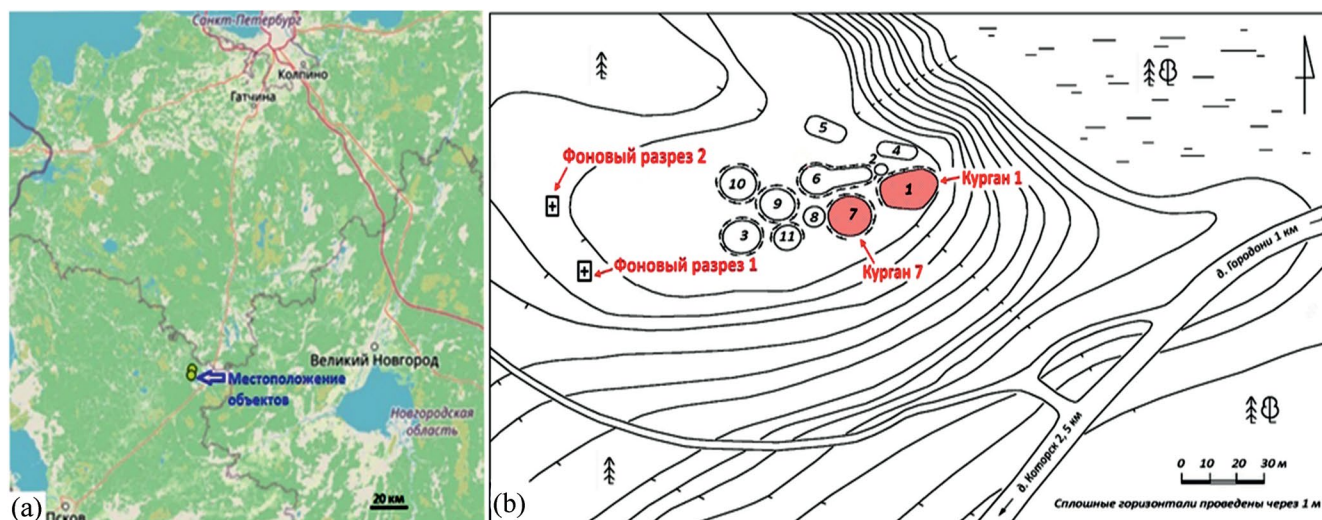 Санкт-Петербург
Колпино
Гатчина
Великий Новгород
Местоположение
объектов
Новгородская
область
20 км
Псков
(a)
Фоновый разрез 2
5
4
2
6
10
1
Курган 1
9
7
8
3
11
Фоновый разрез 1
Курган 7
д. Городони 1 км
д. Которск 2, 5 км
0 10 20 30 м
Сплошные горизонтали проведены через 1 м
(b)